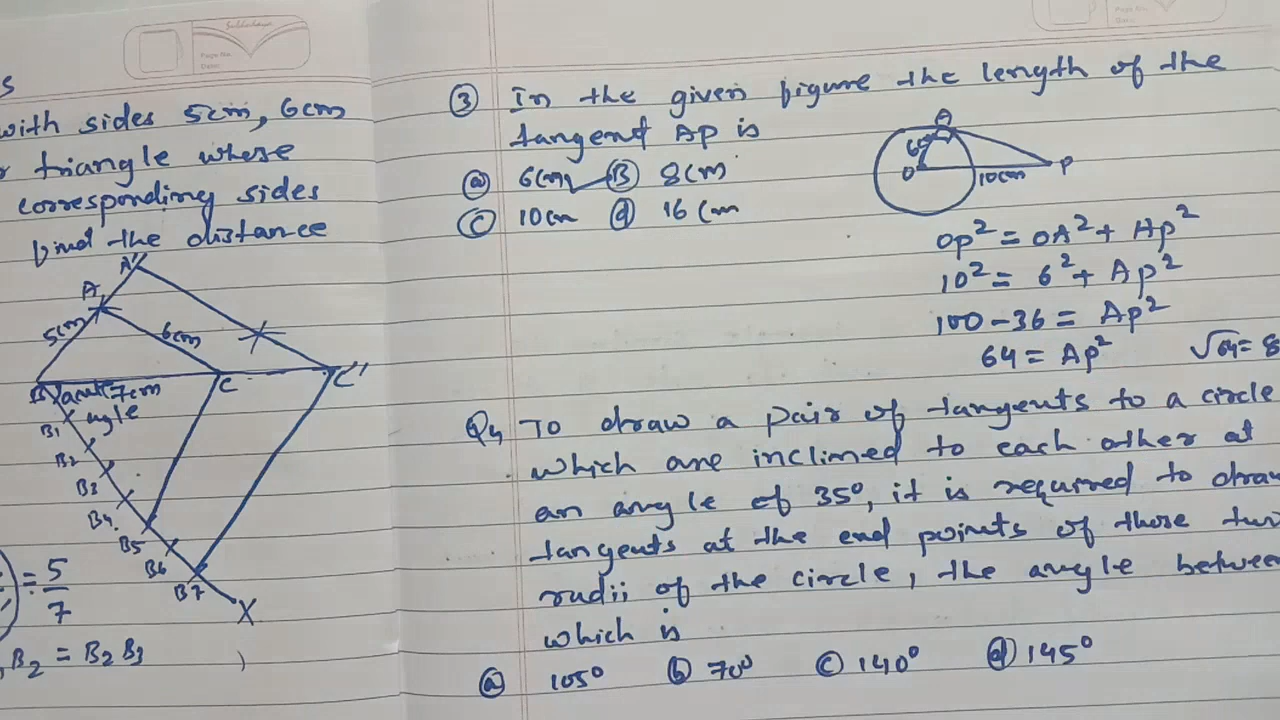 s
with sides 5cm, 6cm
triangle whose
corresponding sides
find the distance
A'
A
5cm
6cm
B acute 7cm C C'
angle
B1
B2
B3
B4
B5
B6
B7
X
= 5
7
B2 = B2 B3
③ In the given figure the length of the
tangent AP is
ⓐ 6cm Ⓑ 8cm
ⓒ 10cm ⓓ 16cm
A
6
O
10cm
P
OP² = OA² + AP²
10² = 6² + AP²
100 - 36 = AP²
64 = AP² √64 = 8
Q4 To draw a pair of tangents to a circle
which are inclined to each other at
an angle of 35°, it is required to draw
tangents at the end points of those two
radii of the circle, the angle between
which is
ⓐ 105° ⓑ 70° ⓒ 140° ⓓ 145°